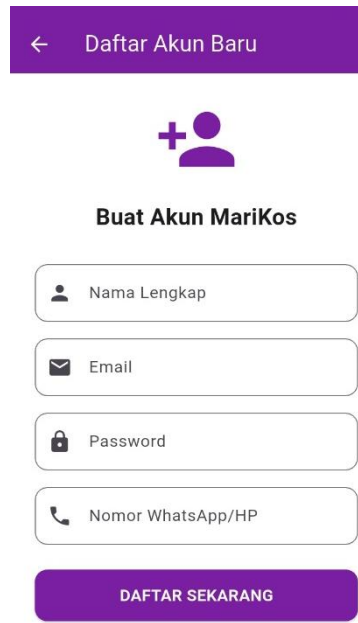 Daftar Akun Baru
Buat Akun MariKos
Nama Lengkap
Email
Password
Nomor WhatsApp/HP
DAFTAR SEKARANG